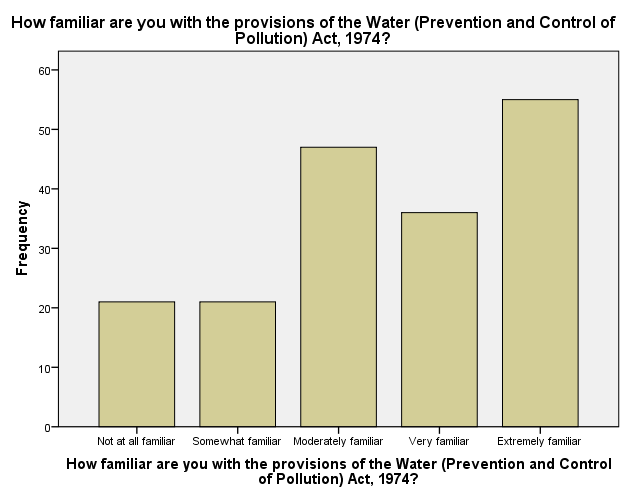 How familiar are you with the provisions of the Water (Prevention and Control of
Pollution) Act, 1974?
60
50
40
30
20
10
0
Frequency
Not at all familiar
Somewhat familiar
Moderately familiar
Very familiar
Extremely familiar
How familiar are you with the provisions of the Water (Prevention and Control
of Pollution) Act, 1974?